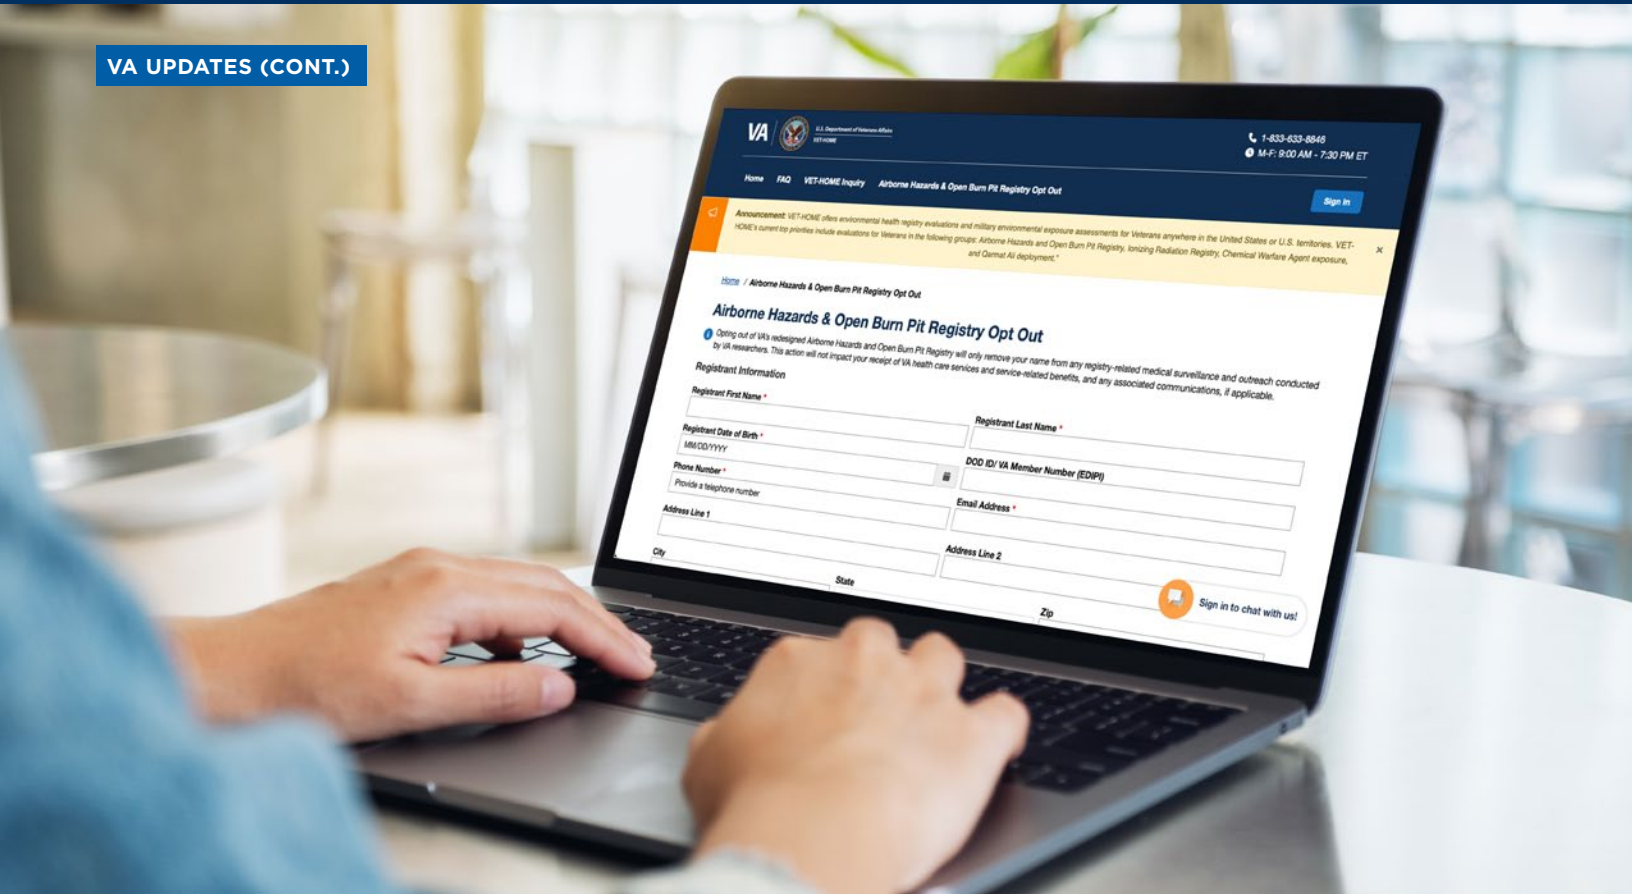 VA UPDATES (CONT.)
VA
U.S. Department of Veterans Affairs
VET-HOME
1-833-633-8846
M-F: 9:00 AM - 7:30 PM ET
Home FAQ VET-HOME Inquiry Airborne Hazards & Open Burn Pit Registry Opt Out
Sign In
Announcement: VET-HOME offers environmental health registry evaluations and military environmental exposure assessments for Veterans anywhere in the United States or U.S. territories. VET-
HOME's current top priorities include evaluations for Veterans in the following groups: Airborne Hazards and Open Burn Pit Registry, Ionizing Radiation Registry, Chemical Warfare Agent exposure,
and Qarmat Ali deployment."
Home / Airborne Hazards & Open Burn Pit Registry Opt Out
Airborne Hazards & Open Burn Pit Registry Opt Out
Opting out of VA's redesigned Airborne Hazards and Open Burn Pit Registry will only remove your name from any registry-related medical surveillance and outreach conducted
by VA researchers. This action will not impact your receipt of VA health care services and service-related benefits, and any associated communications, if applicable.
Registrant Information
Registrant First Name *
Registrant Last Name *
Registrant Date of Birth *
MM/DD/YYYY
DOD ID/ VA Member Number (EDIPI)
Phone Number *
Provide a telephone number
Email Address *
Address Line 1
Address Line 2
City
State
Zip
Sign in to chat with us!